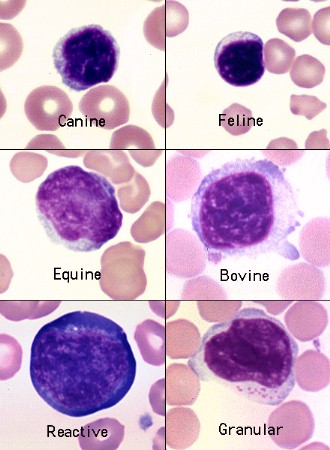 Canine
Feline
Equine
Bovine
Reactive
Granular